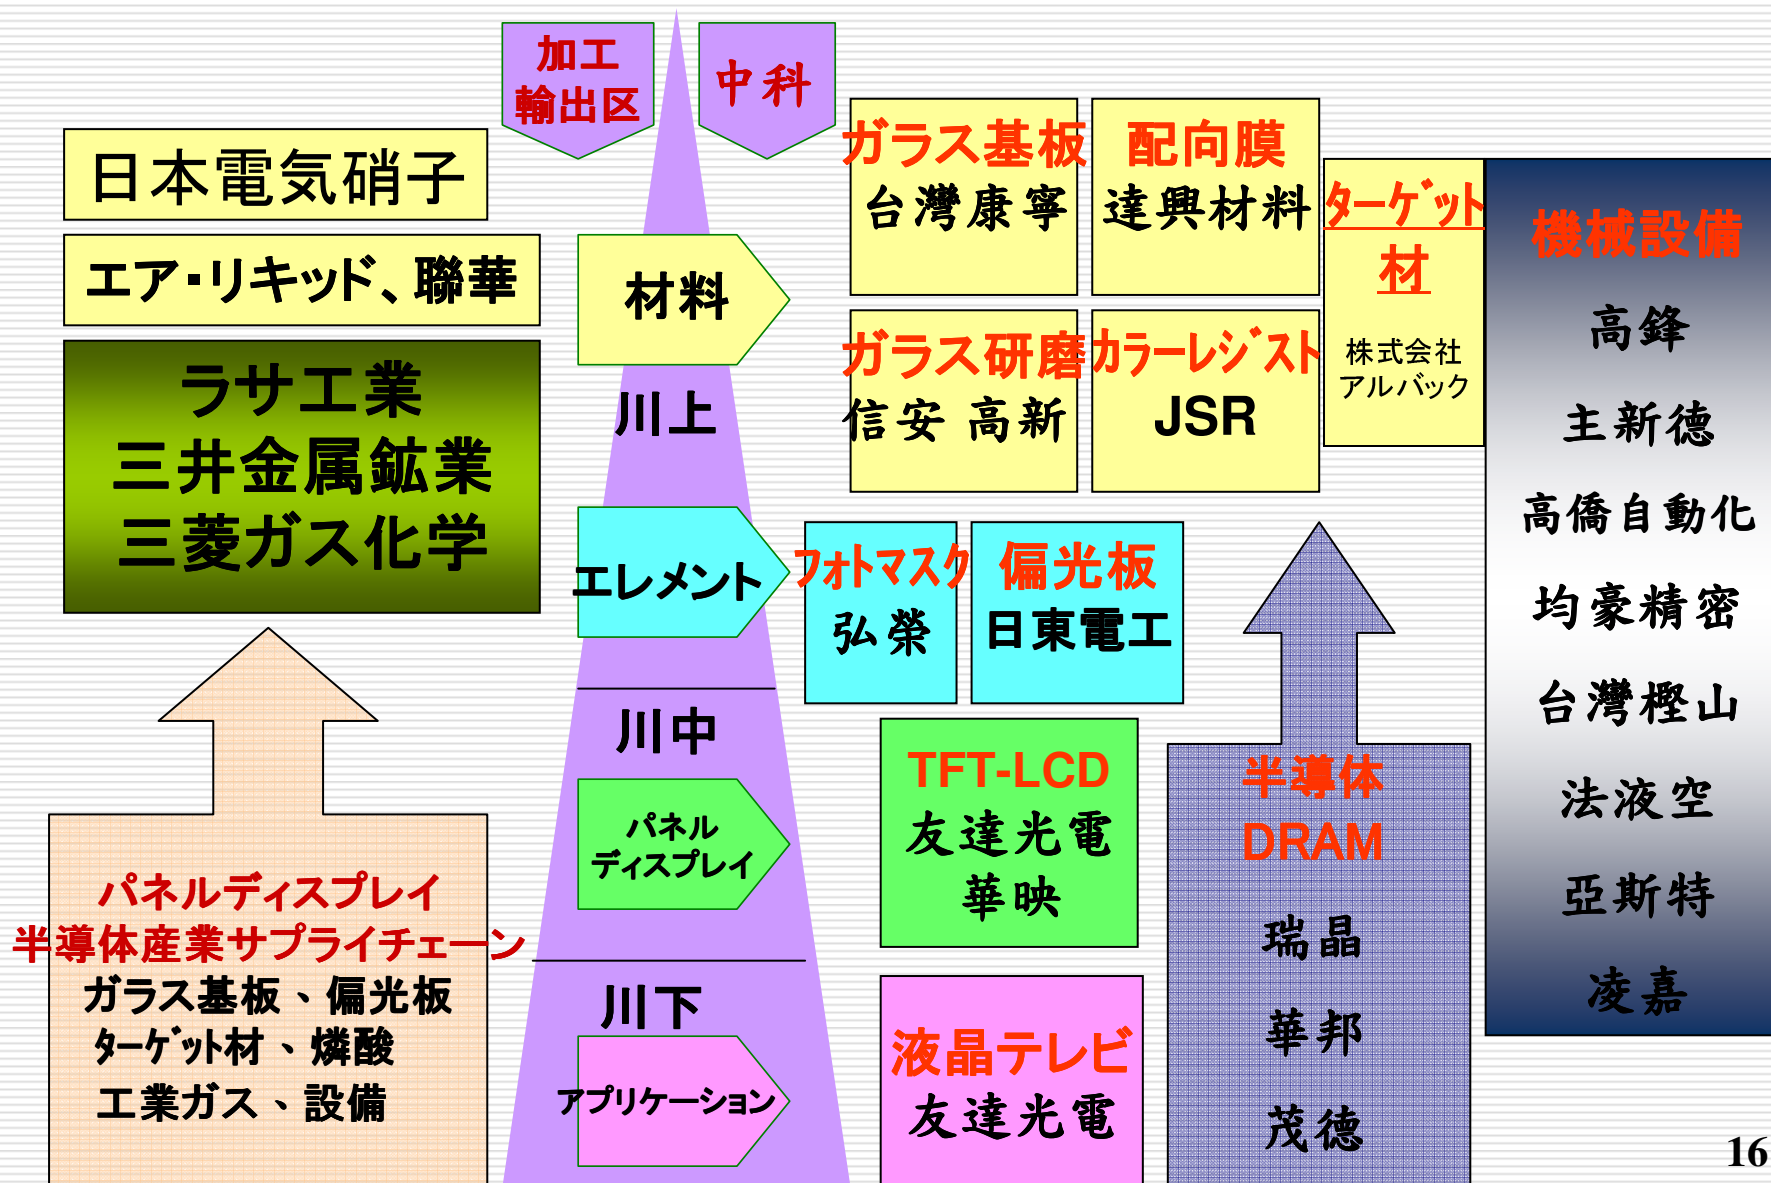 加工
輸出区
中科
日本電気硝子
エア・リキッド、聯華
ラサ工業
三井金属鉱業
三菱ガス化学
パネルディスプレイ
半導体産業サプライチェーン
ガラス基板、偏光板
ターゲット材、燐酸
工業ガス、設備
材料
川上
エレメント
川中
パネル
ディスプレイ
川下
アプリケーション
ガラス基板
台灣康寧
配向膜
達興材料
ガラス研磨
信安 高新
カラーレジスト
JSR
ターゲット
材
株式会社
アルバック
フォトマスク
弘榮
偏光板
日東電工
TFT-LCD
友達光電
華映
液晶テレビ
友達光電
半導体
DRAM
瑞晶
華邦
茂德
機械設備
高鋒
主新德
高僑自動化
均豪精密
台灣樫山
法液空
亞斯特
凌嘉
16